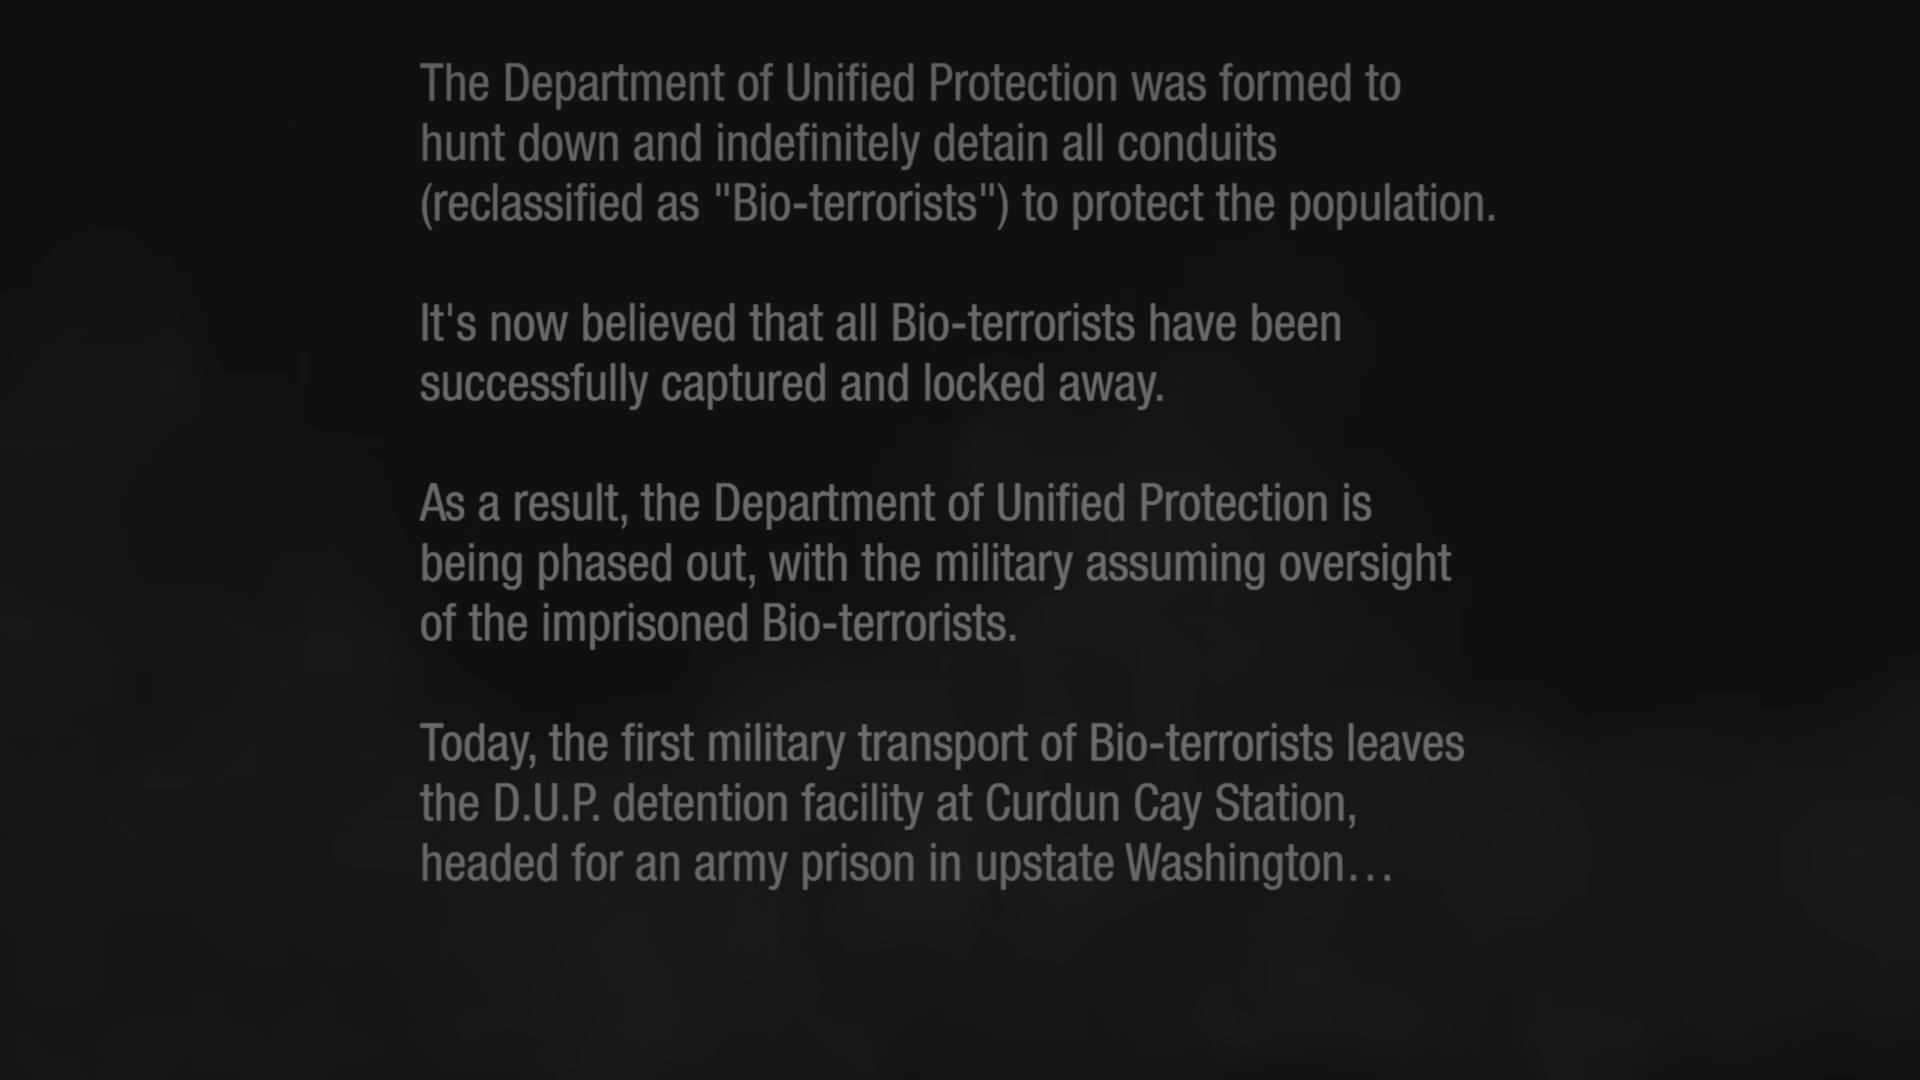 The Department of Unified Protection was formed to
hunt down and indefinitely detain all conduits
(reclassified as "Bio-terrorists") to protect the population.
It's now believed that all Bio-terrorists have been
successfully captured and locked away.
As a result, the Department of Unified Protection is
being phased out, with the military assuming oversight
of the imprisoned Bio-terrorists.
Today, the first military transport of Bio-terrorists leaves
the D.U.P. detention facility at Curdun Cay Station,
headed for an army prison in upstate Washington…